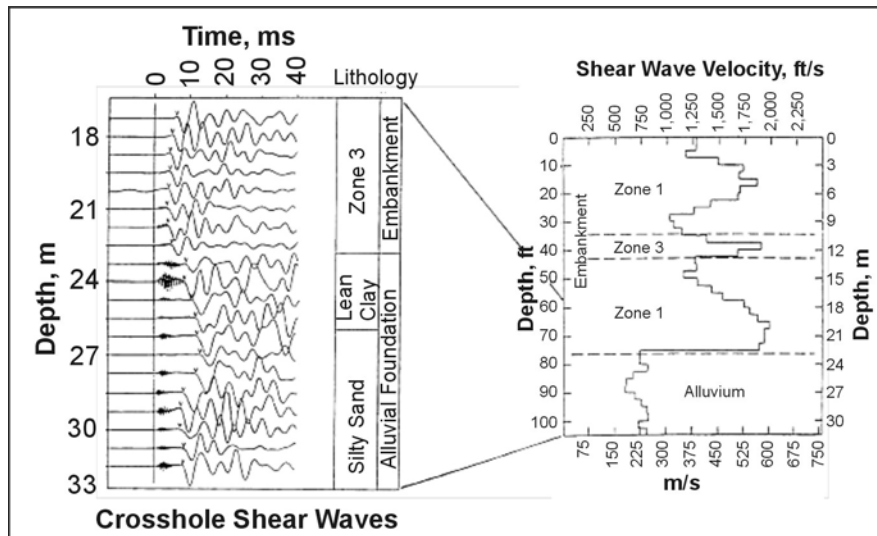 Time, ms
0 10 20 30 40
Lithology
Depth, m
18
21
24
27
30
33
Zone 3
Embankment
Lean Clay
Silty Sand
Alluvial Foundation
Crosshole Shear Waves
Shear Wave Velocity, ft/s
250 500 750 1,000 1,250 1,500 1,750 2,000 2,250
Depth, ft
0
10
20
30
40
50
60
70
80
90
100
Embankment
Zone 1
Zone 3
Zone 1
Alluvium
0
3
6
9
12
15
18
21
24
27
30
Depth, m
75 150 225 300 375 450 525 600 675 750
m/s